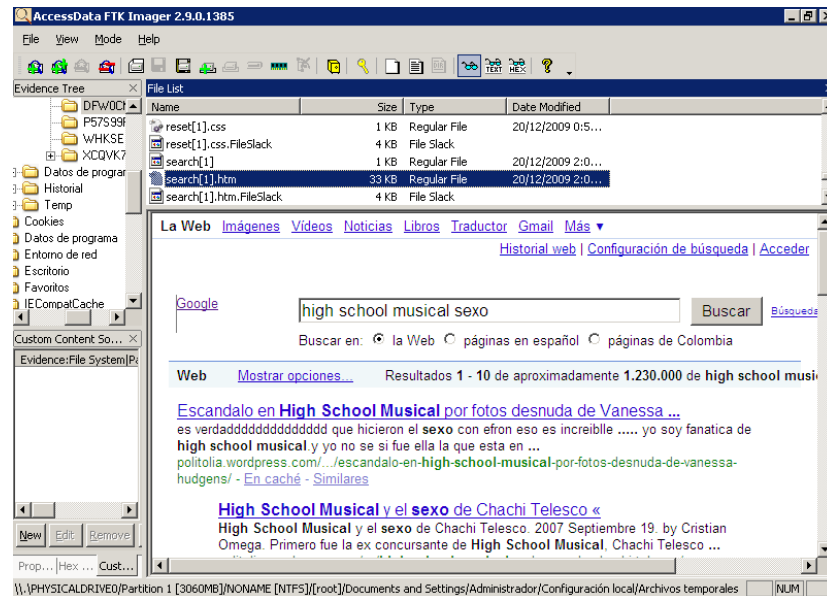 AccessData FTK Imager 2.9.0.1385
File View Mode Help
Evidence Tree
File List
DFW0C
P57S99F
WHKSE
XCQVK7
Datos de program
Historial
Temp
Cookies
Datos de programa
Entorno de red
Escritorio
Favoritos
IECompatCache
Name Size Type Date Modified
reset[1].css 1 KB Regular File 20/12/2009 0:5...
reset[1].css.FileSlack 4 KB File Slack
search[1] 1 KB Regular File 20/12/2009 2:0...
search[1].htm 33 KB Regular File 20/12/2009 2:0...
search[1].htm.FileSlack 4 KB File Slack
La Web Imágenes Vídeos Noticias Libros Traductor Gmail Más ▼
Historial web | Configuración de búsqueda | Acceder
Google high school musical sexo Buscar Búsqueda
Buscar en: la Web páginas en español páginas de Colombia
Web Mostrar opciones... Resultados 1 - 10 de aproximadamente 1.230.000 de high school musi
Escandalo en High School Musical por fotos desnuda de Vanessa ...
es verdaddddddddddddd que hicieron el sexo con efron eso es increiblle ..... yo soy fanatica de
high school musical.y yo no se si fue ella la que esta en ...
politolia.wordpress.com/.../escandalo-en-high-school-musical-por-fotos-desnuda-de-vanessa-
hudgens/ - En caché - Similares
High School Musical y el sexo de Chachi Telesco «
High School Musical y el sexo de Chachi Telesco. 2007 Septiembre 19. by Cristian
Omega. Primero fue la ex concursante de High School Musical, Chachi Telesco ...
Custom Content So...
Evidence:File System|Pa
New Edit Remove
Prop... Hex ... Cust...
\\.\PHYSICALDRIVE0/Partition 1 [3060MB]/NONAME [NTFS]/[root]/Documents and Settings/Administrador/Configuración local/Archivos temporales NUM